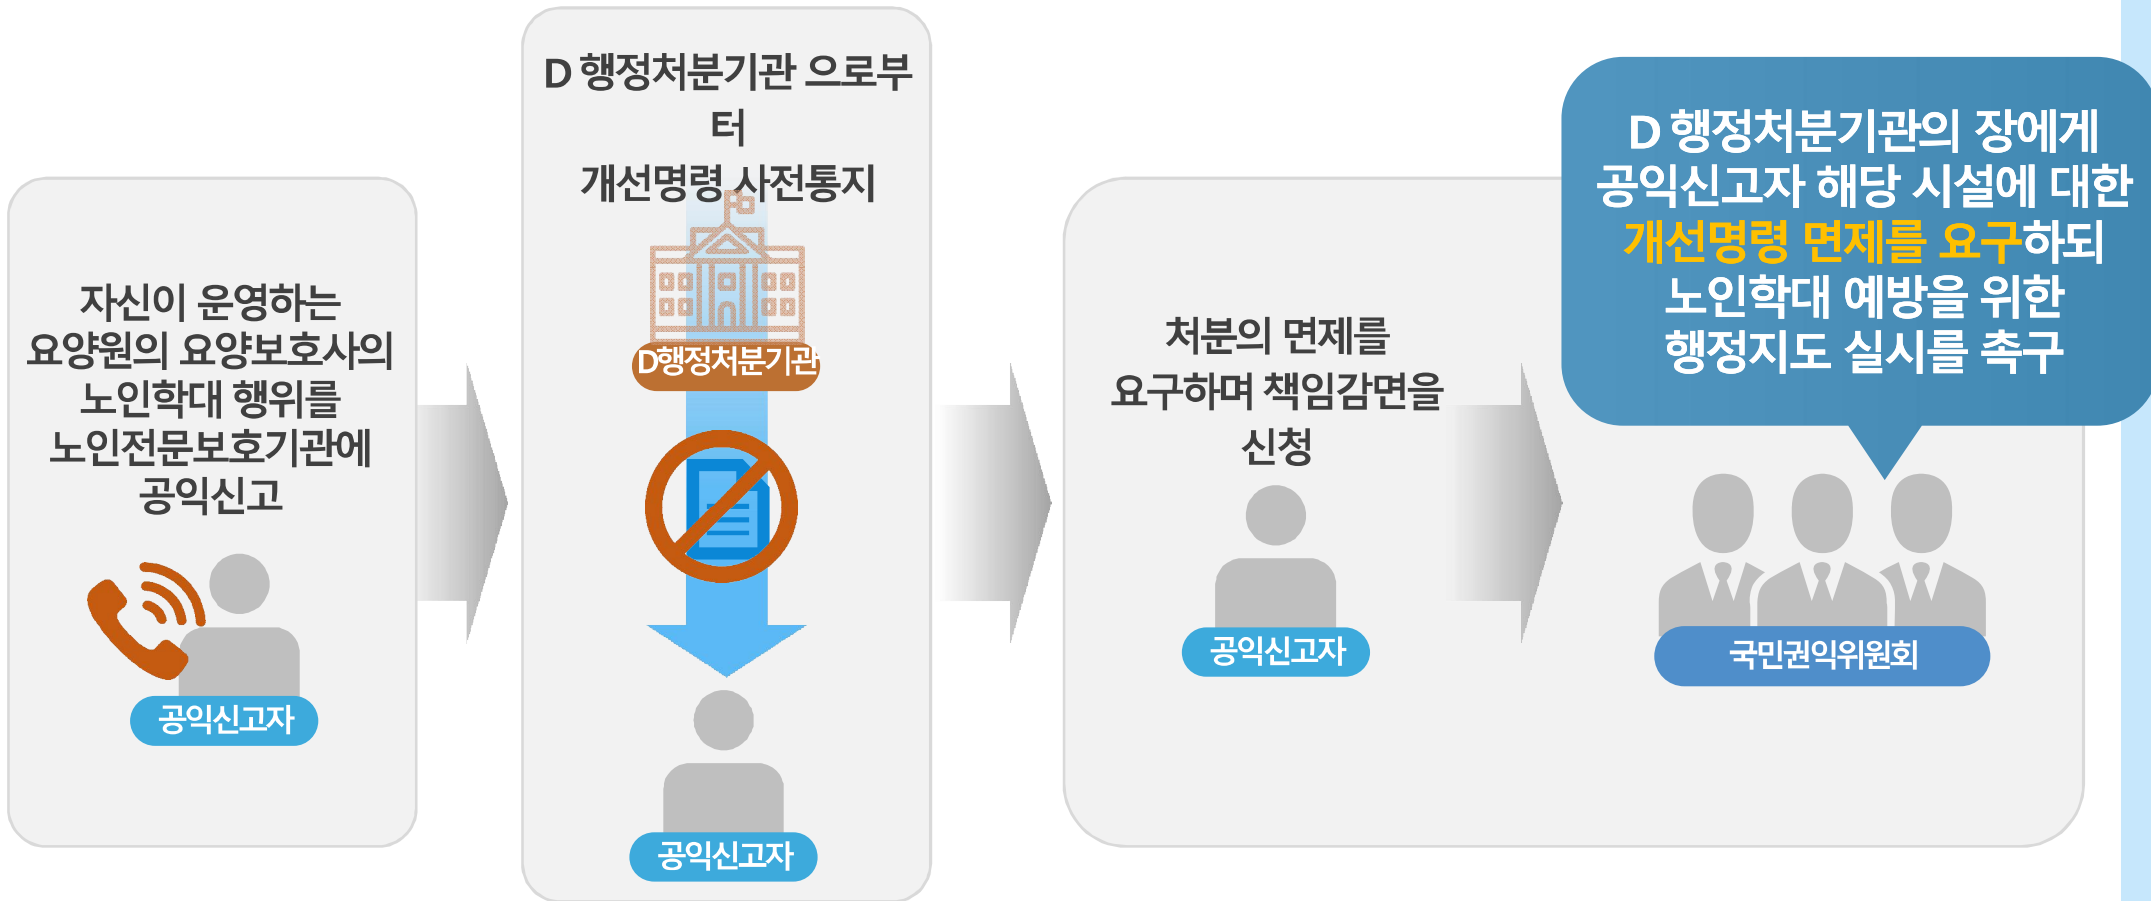 자신이 운영하는
요양원의 요양보호사의
노인학대 행위를
노인전문보호기관에
공익신고
공익신고자
D 행정처분기관 으로부
터
개선명령 사전통지
D행정처분기관
공익신고자
처분의 면제를
요구하며 책임감면을
신청
공익신고자
D 행정처분기관의 장에게
공익신고자 해당 시설에 대한
개선명령 면제를 요구하되
노인학대 예방을 위한
행정지도 실시를 촉구
국민권익위원회